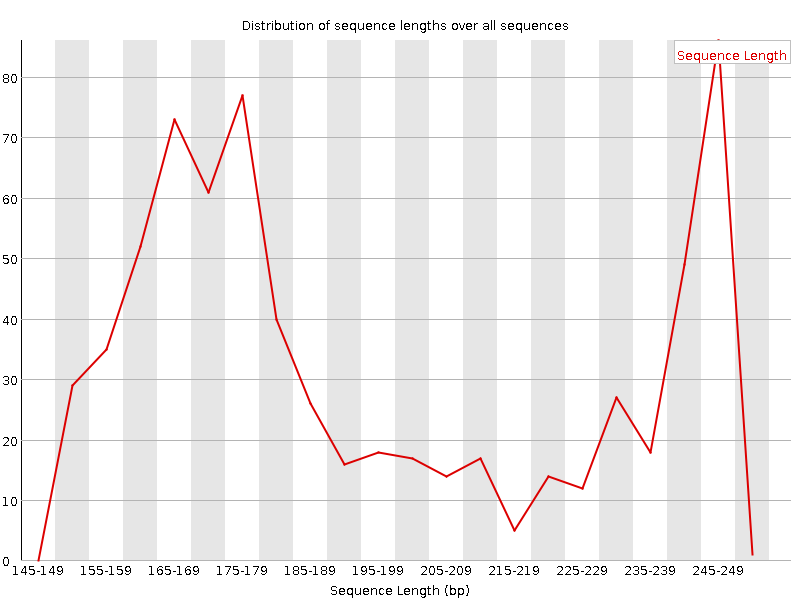 Distribution of sequence lengths over all sequences
Sequence Length
80
70
60
50
40
30
20
10
0
145-149 155-159 165-169 175-179 185-189 195-199 205-209 215-219 225-229 235-239 245-249
Sequence Length (bp)